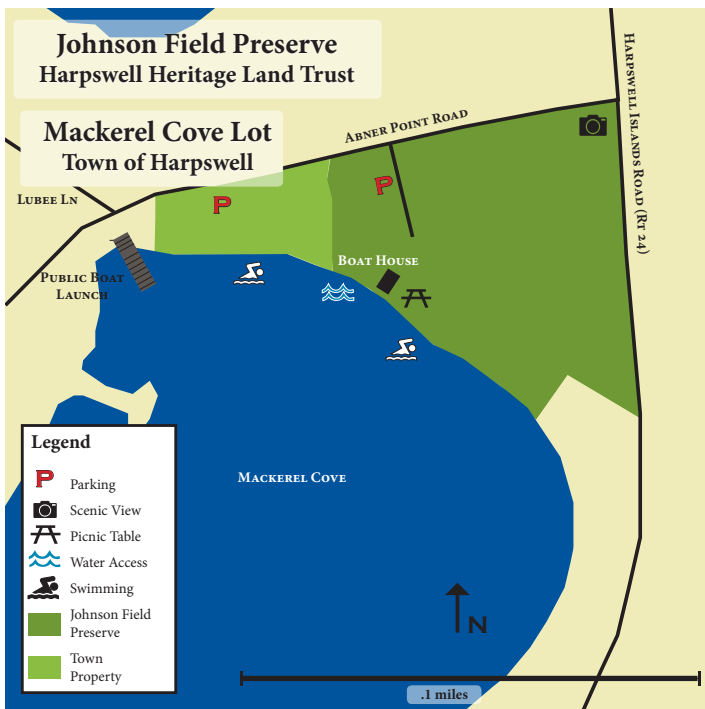 Johnson Field Preserve
Harpswell Heritage Land Trust
Mackerel Cove Lot
Town of Harpswell
Abner Point Road
Harpswell Islands Road (Rt 24)
Lubee Ln
P
P
Public Boat
Launch
Boat House
Mackerel Cove
Legend
P Parking
Scenic View
Picnic Table
Water Access
Swimming
Johnson Field
Preserve
Town
Property
N
.1 miles